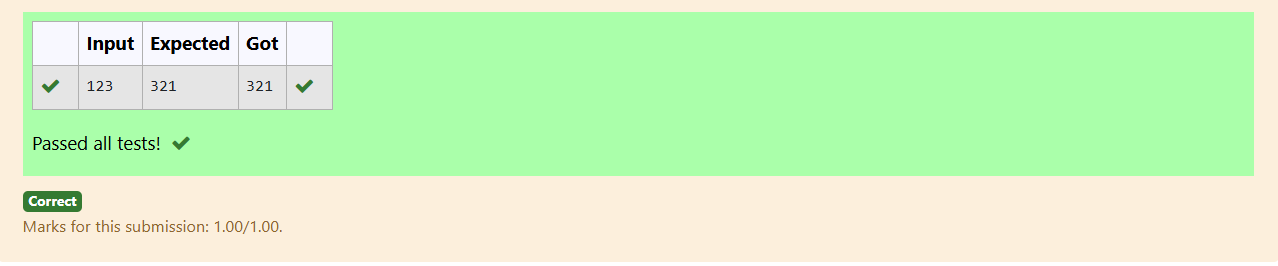 Input Expected Got
123 321 321
Passed all tests!
Correct
Marks for this submission: 1.00/1.00.